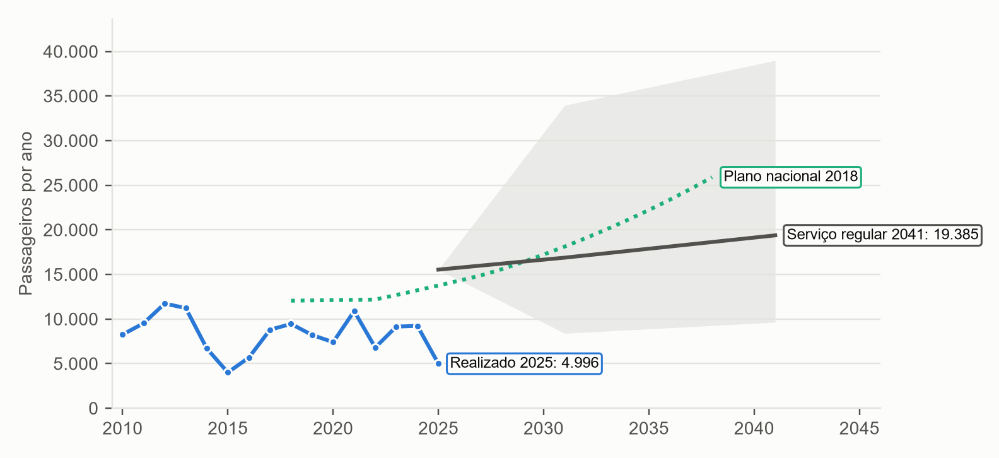 Passageiros por ano
40.000
35.000
30.000
25.000
20.000
15.000
10.000
5.000
0
Plano nacional 2018
Serviço regular 2041: 19.385
Realizado 2025: 4.996
2010 2015 2020 2025 2030 2035 2040 2045